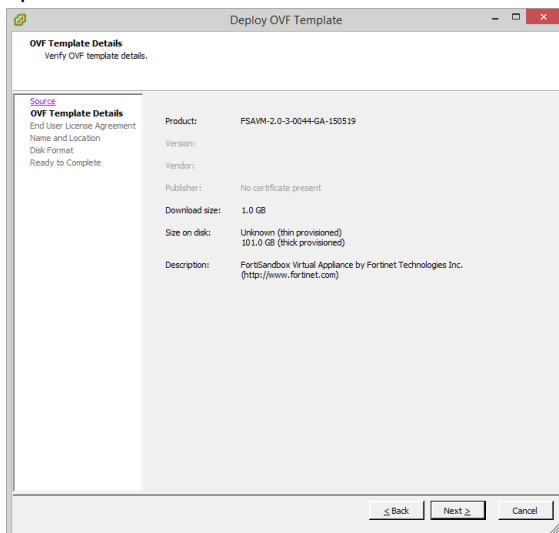 Deploy OVF Template
OVF Template Details
Verify OVF template details.
Source
OVF Template Details
End User License Agreement
Name and Location
Disk Format
Ready to Complete
Product: FSAVM-2.0-3-0044-GA-150519
Version:
Vendor:
Publisher: No certificate present
Download size: 1.0 GB
Size on disk: Unknown (thin provisioned)
101.0 GB (thick provisioned)
Description: FortiSandbox Virtual Appliance by Fortinet Technologies Inc.
(http://www.fortinet.com)
≤ Back Next ≥ Cancel